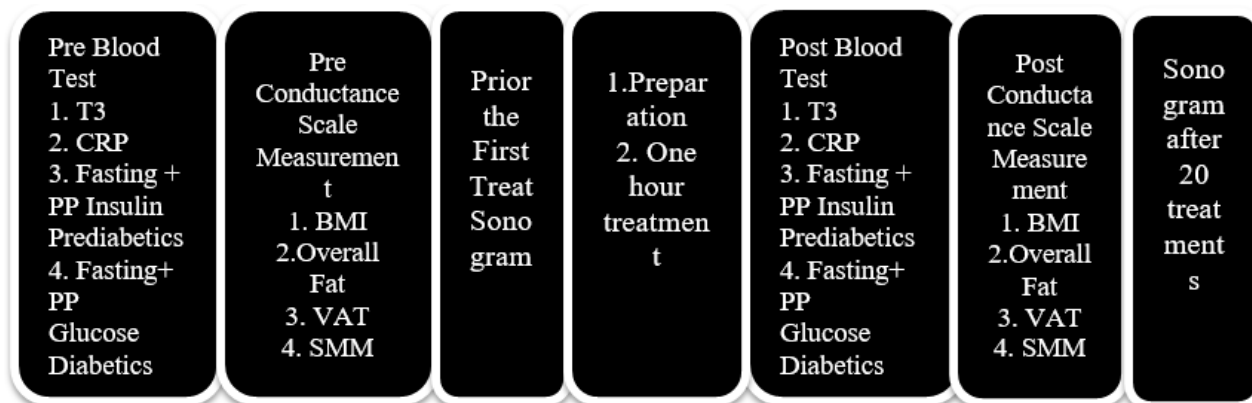 Pre Blood
Test
1. T3
2. CRP
3. Fasting +
PP Insulin
Prediabetics
4. Fasting+
PP
Glucose
Diabetics
Pre
Conductance
Scale
Measuremen
t
1. BMI
2.Overall
Fat
3. VAT
4. SMM
Prior
the
First
Treat
Sono
gram
1.Prepar
ation
2. One
hour
treatmen
t
Post Blood
Test
1. T3
2. CRP
3. Fasting +
PP Insulin
Prediabetics
4. Fasting+
PP
Glucose
Diabetics
Post
Conducta
nce Scale
Measure
ment
1. BMI
2.Overall
Fat
3. VAT
4. SMM
Sono
gram
after
20
treat
ment
s